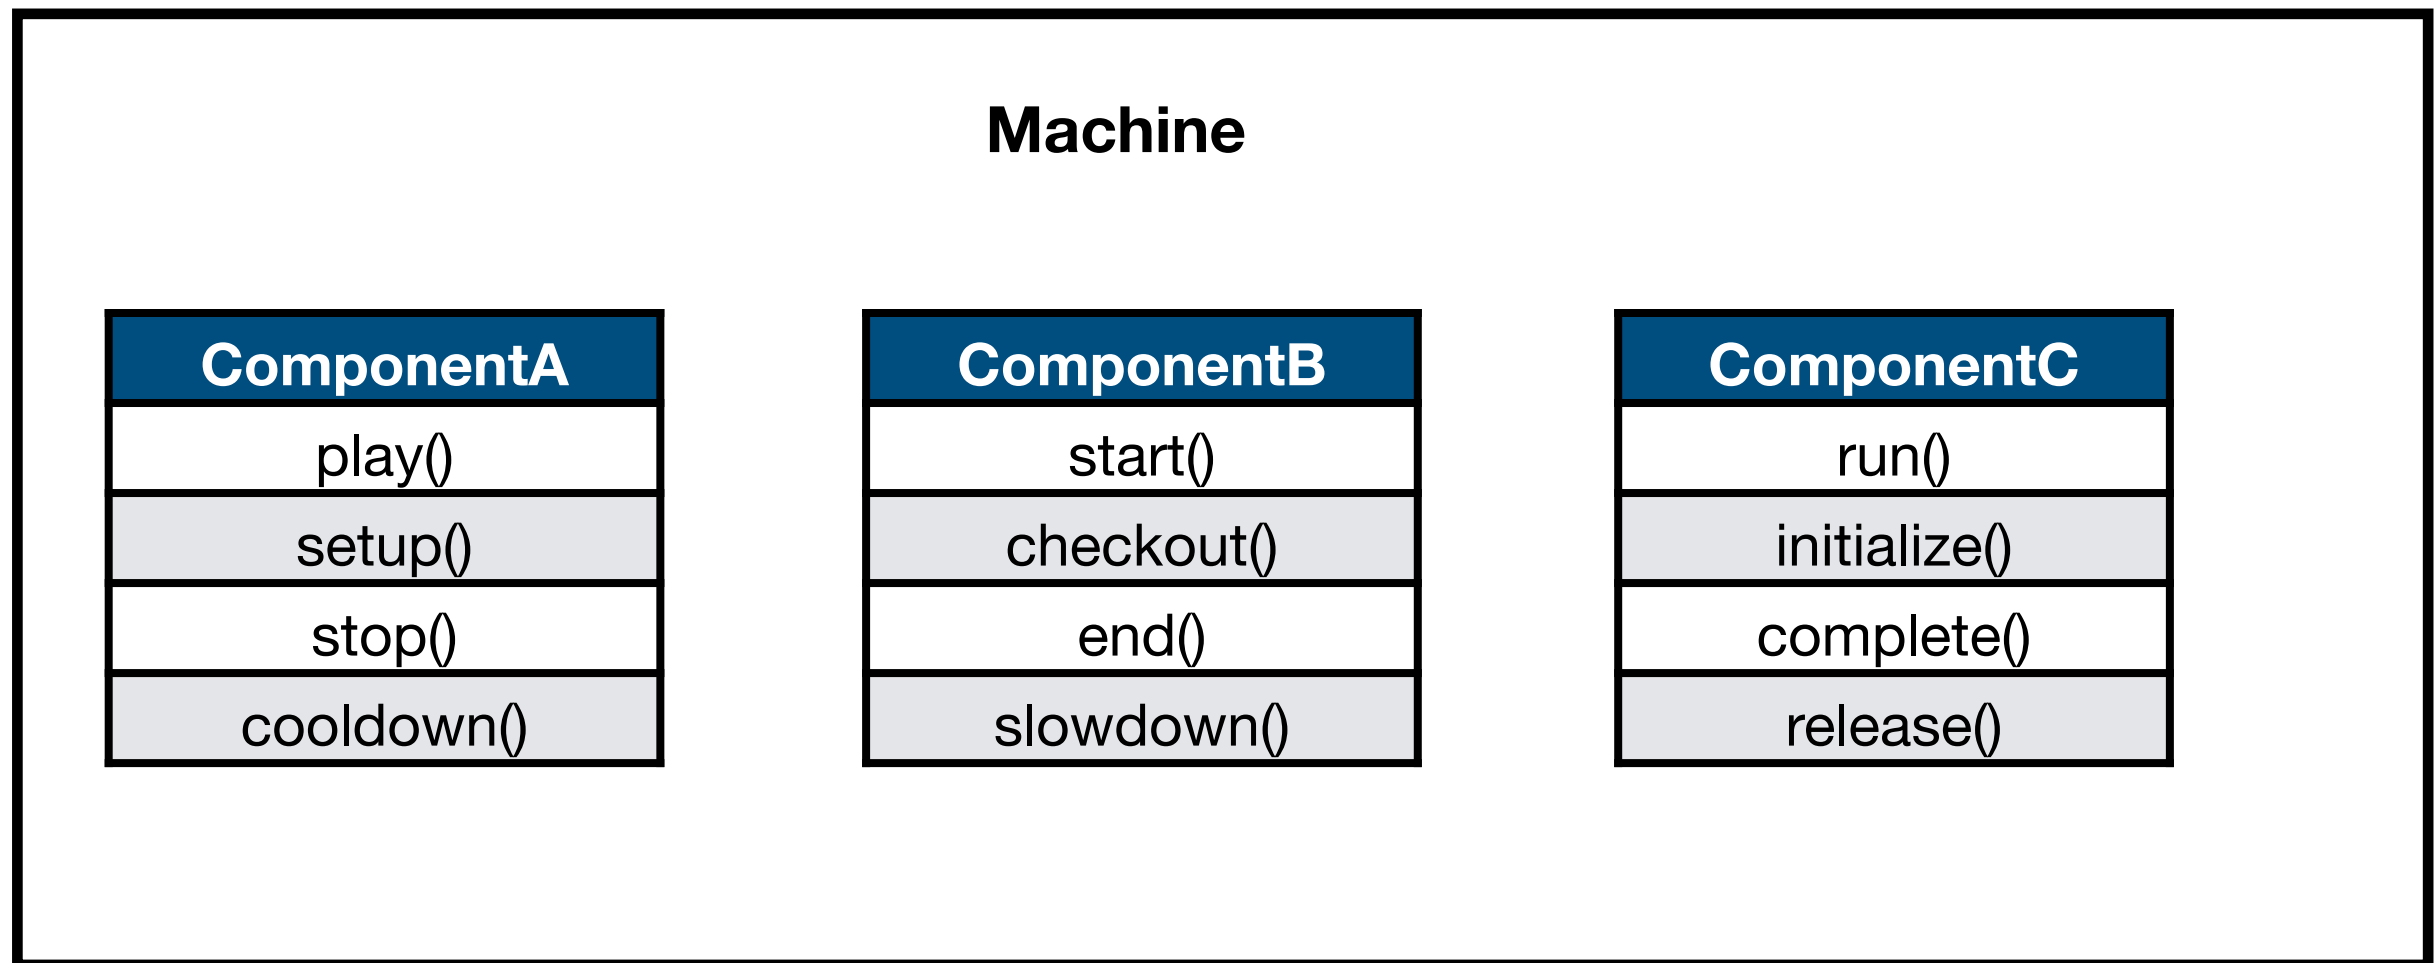 Machine
ComponentA
play()
setup()
stop()
cooldown()
ComponentB
start()
checkout()
end()
slowdown()
ComponentC
run()
initialize()
complete()
release()